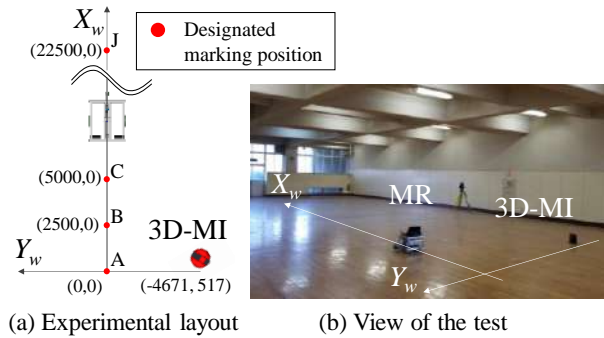 X_w
(22500,0)
J
Designated
marking position
C
(5000,0)
B
(2500,0)
3D-MI
Y_w
A
(0,0)
(-4671, 517)
X_w
MR
3D-MI
Y_w
(a) Experimental layout
(b) View of the test